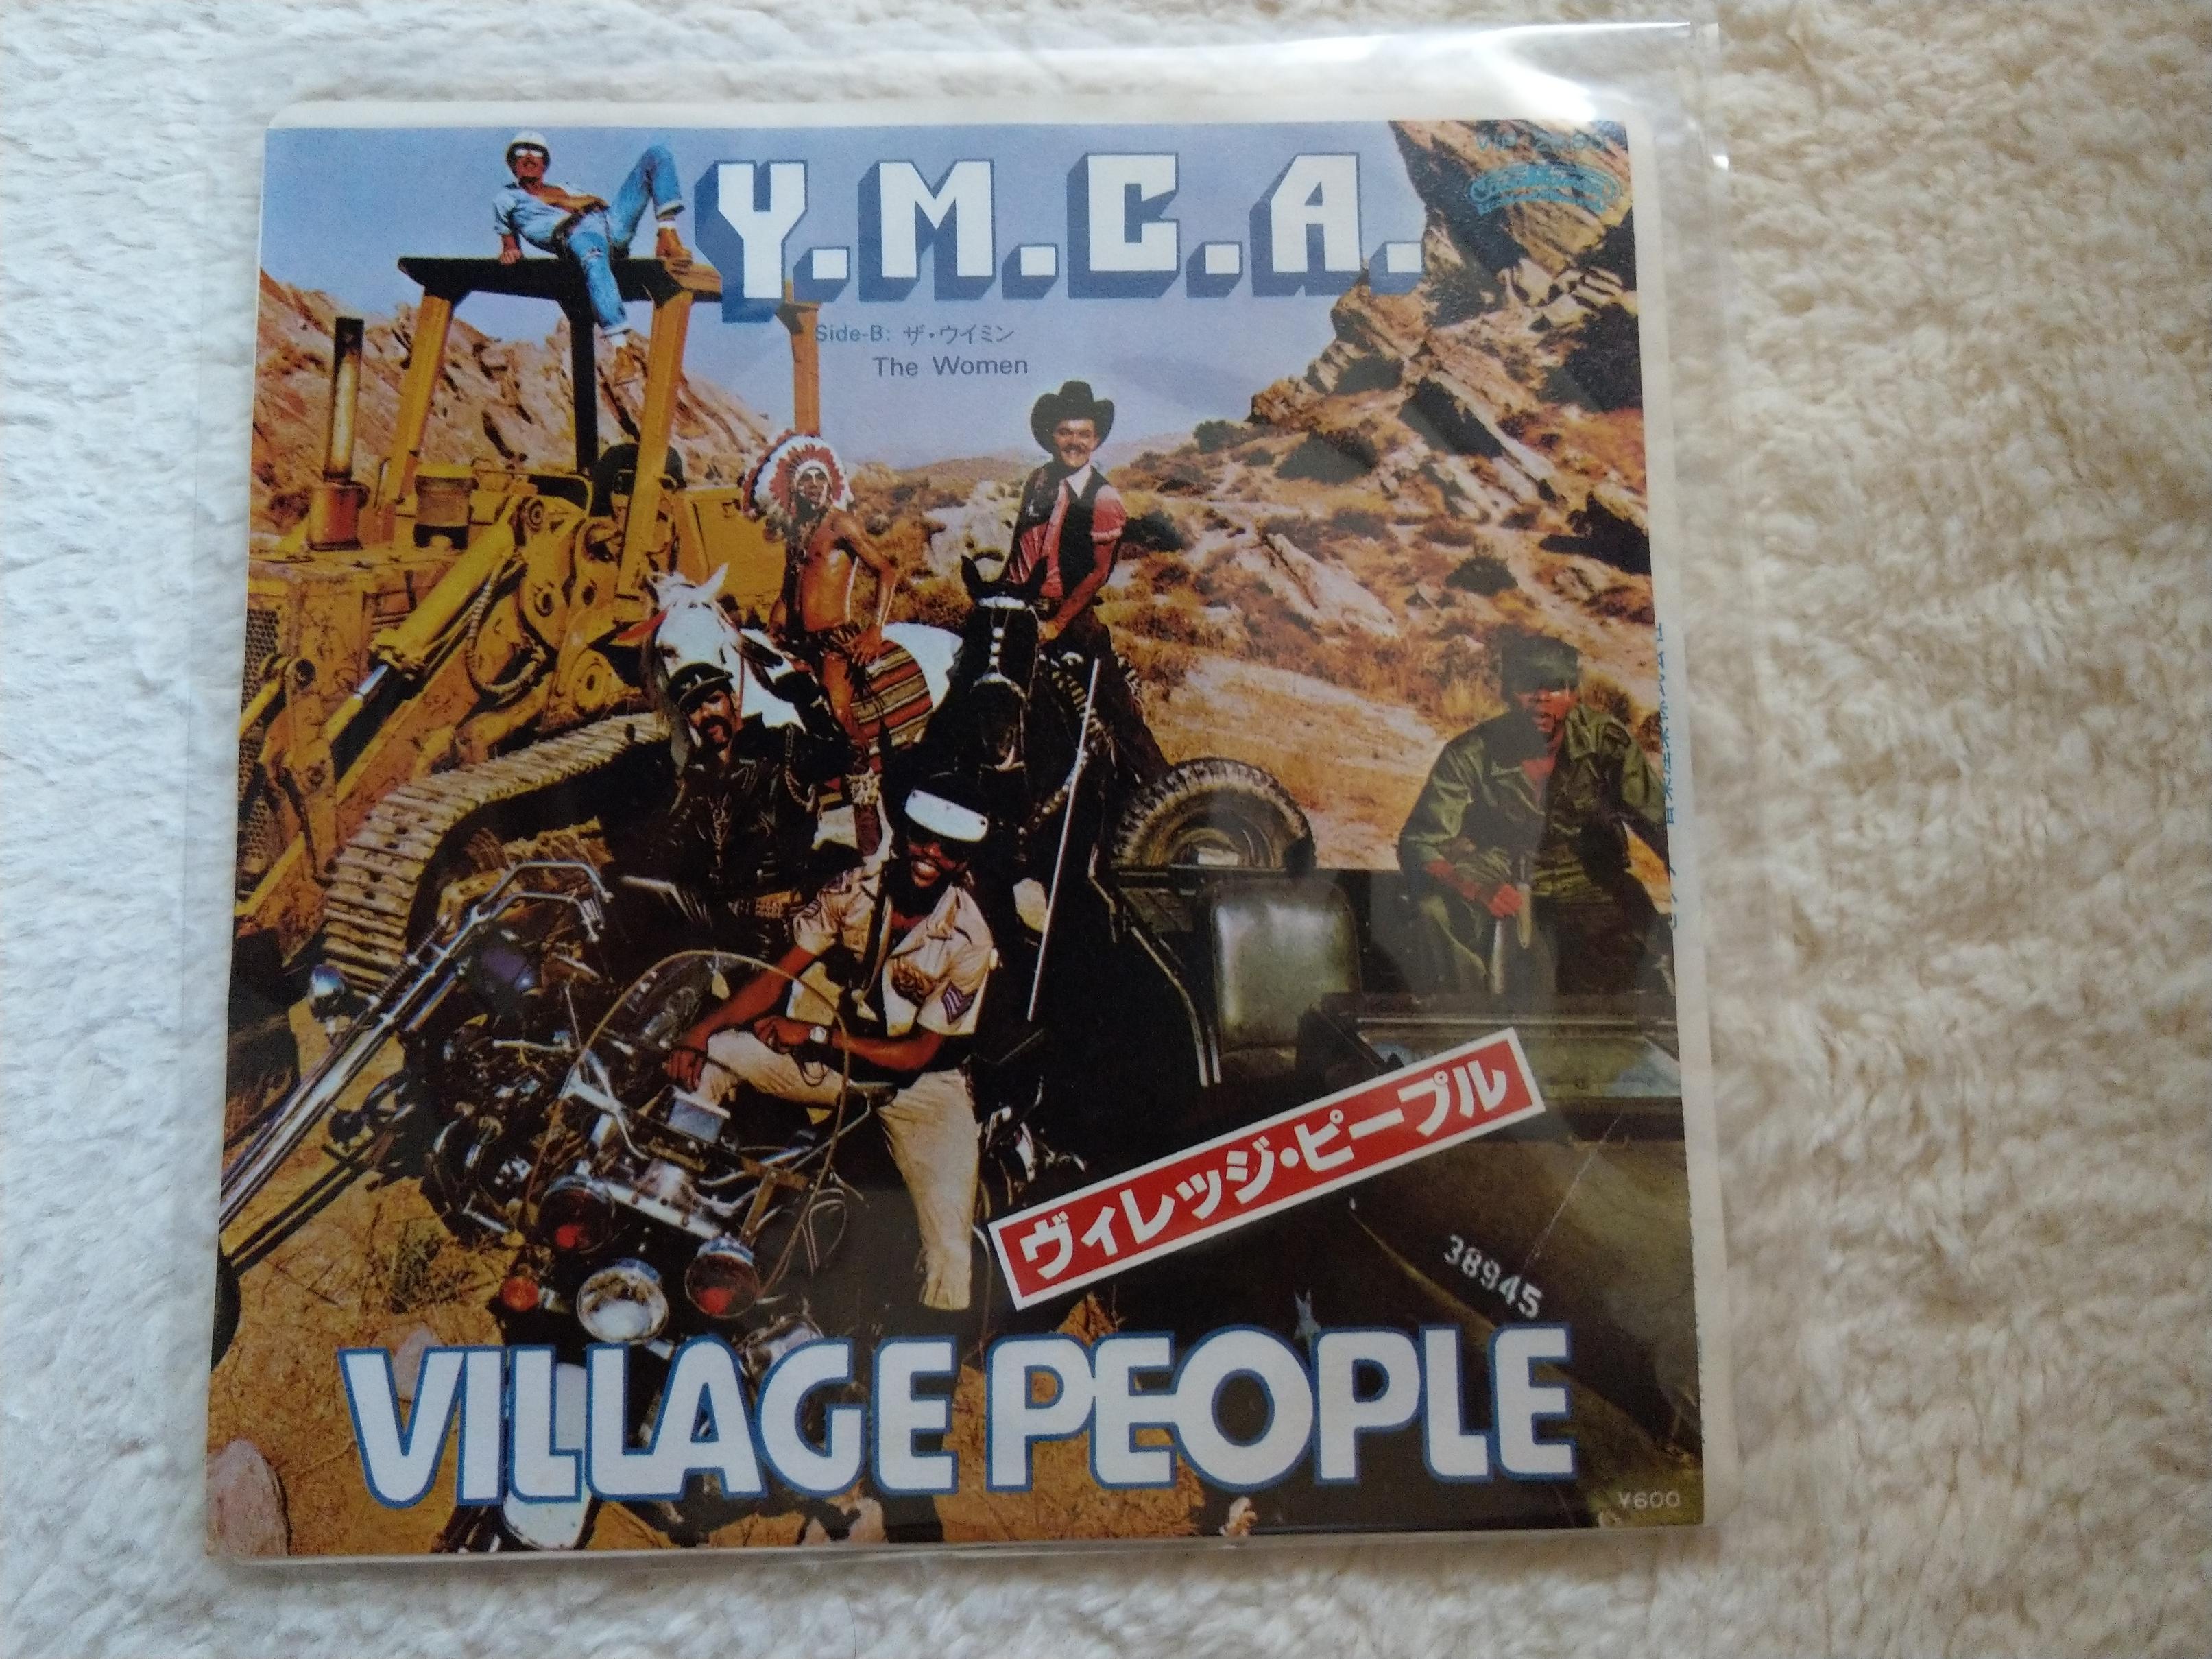 Y.M.C.A.
Side-B: ザ・ウイミン
The Women
ヴィレッジ・ピープル
38945
VILLAGE PEOPLE
¥600